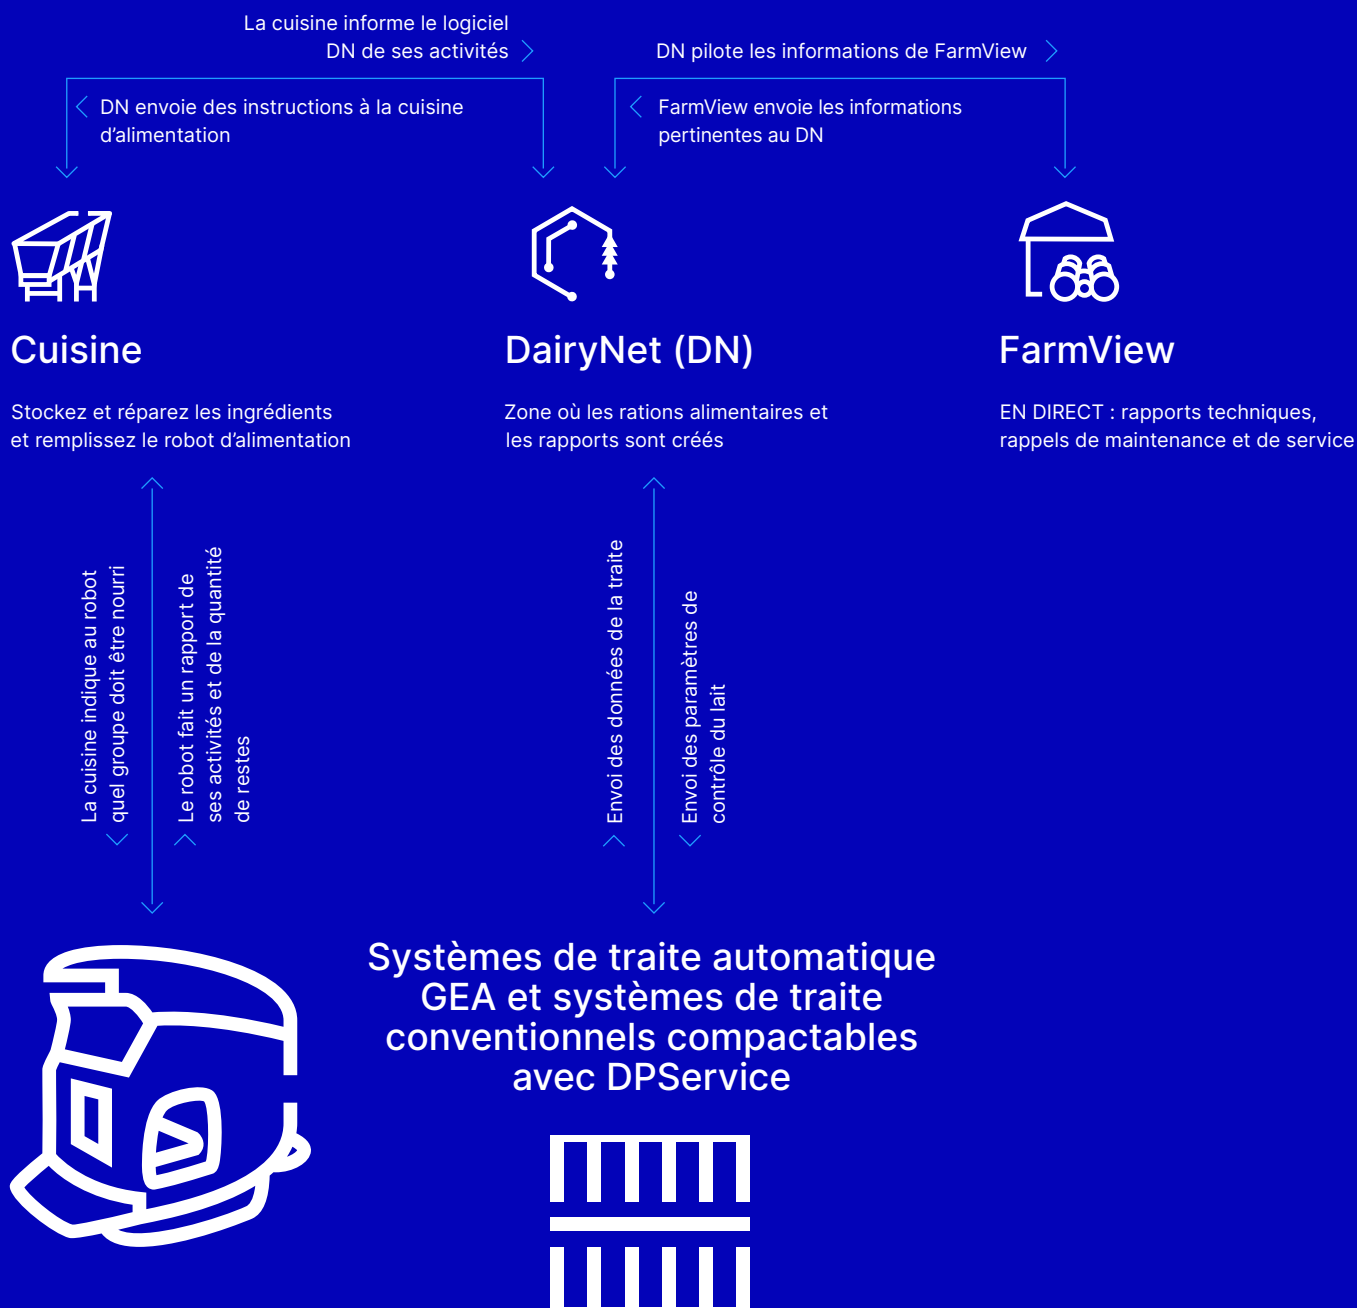 La cuisine informe le logiciel
DN de ses activités
DN envoie des instructions à la cuisine
d’alimentation
DN pilote les informations de FarmView
FarmView envoie les informations
pertinentes au DN
Cuisine
Stockez et réparez les ingrédients
et remplissez le robot d’alimentation
DairyNet (DN)
Zone où les rations alimentaires et
les rapports sont créés
FarmView
EN DIRECT : rapports techniques,
rappels de maintenance et de service
La cuisine indique au robot
quel groupe doit être nourri
Le robot fait un rapport de
ses activités et de la quantité
de restes
Envoi des données de la traite
Envoi des paramètres de
contrôle du lait
Systèmes de traite automatique
GEA et systèmes de traite
conventionnels compactables
avec DPService